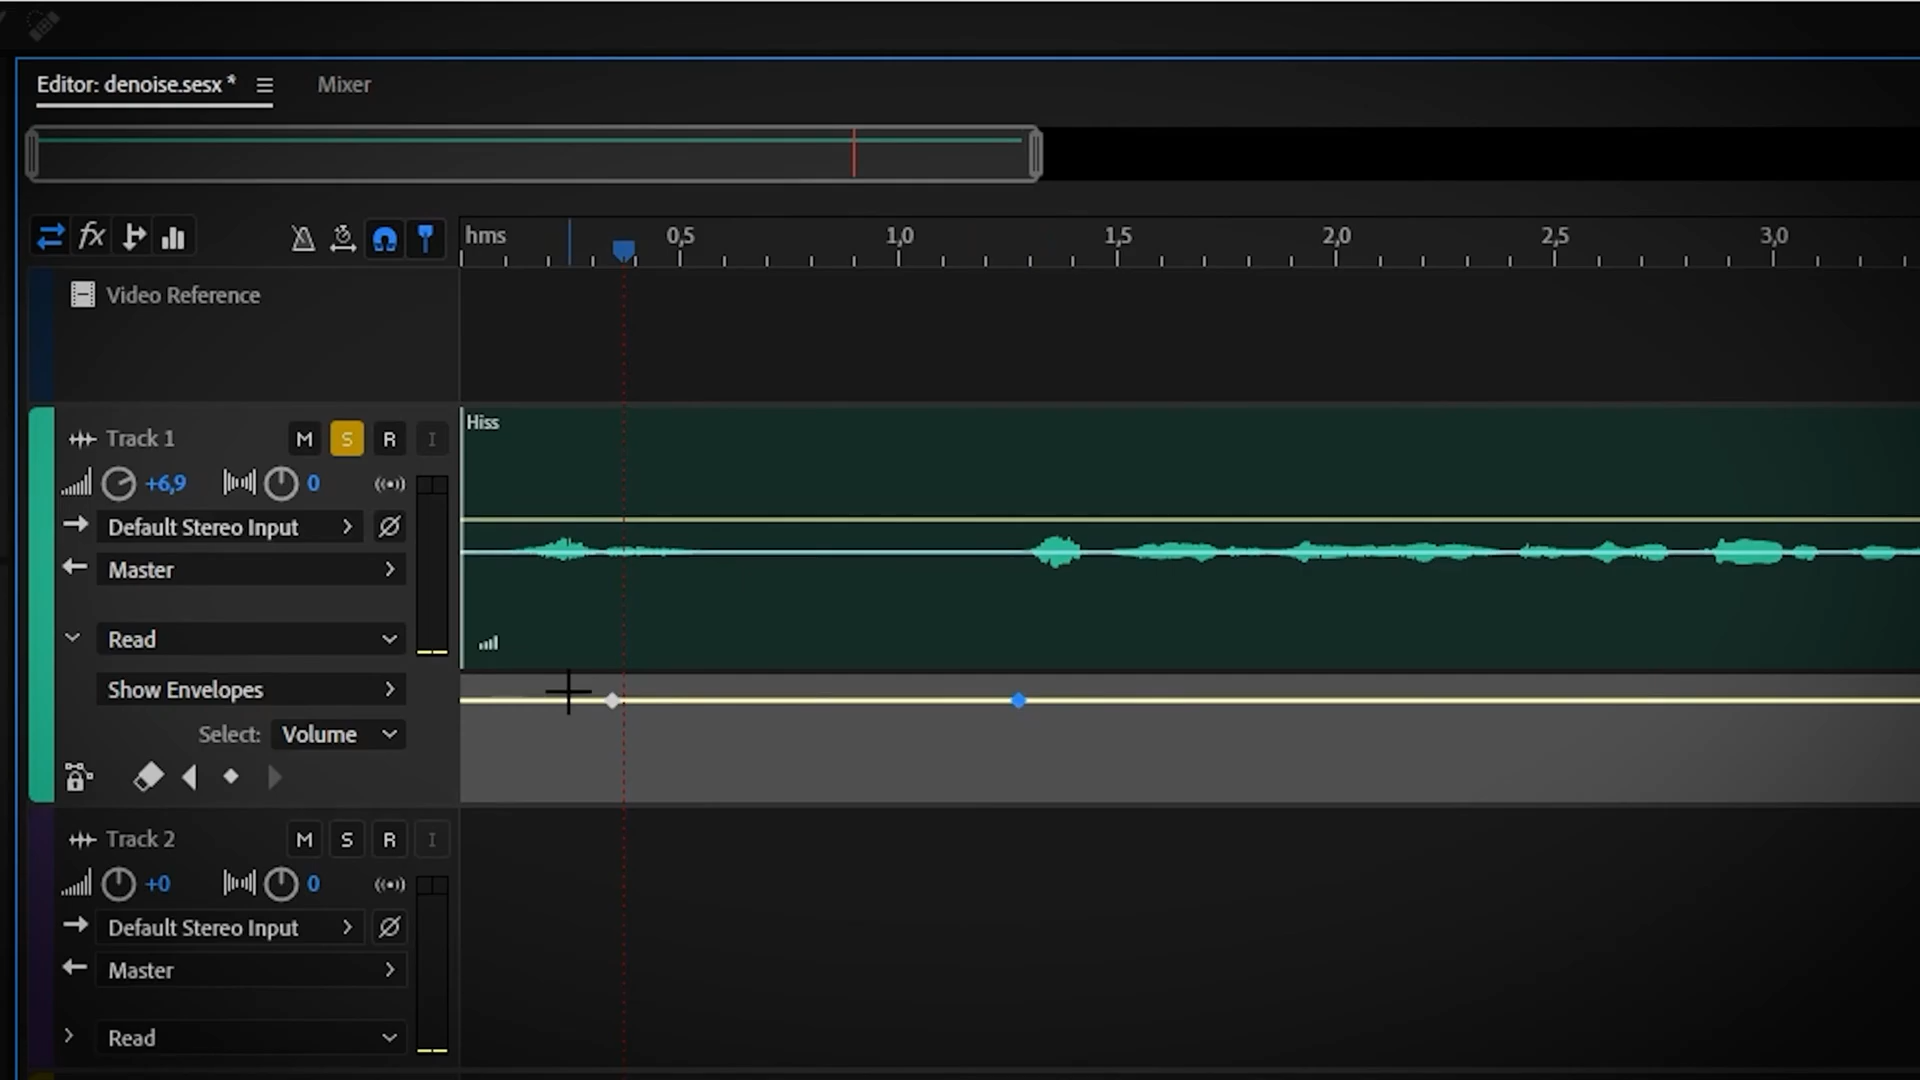 Editor: denoise.sesx *
Mixer
fx
hms 0,5 1,0 1,5 2,0 2,5 3,0
Video Reference
Hiss
Track 1 M S R I
+6,9 0
Default Stereo Input
Master
Read
Show Envelopes
Select: Volume
Track 2 M S R I
+0 0
Default Stereo Input
Master
Read